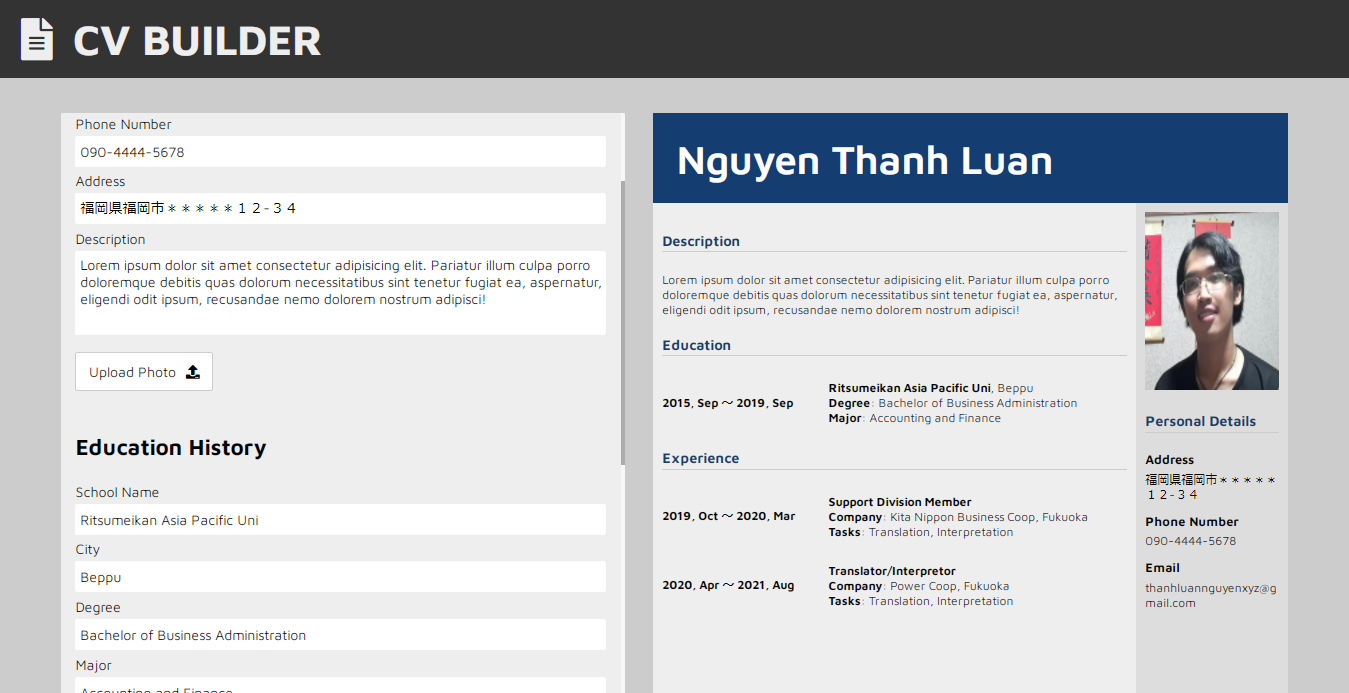 CV BUILDER
Phone Number
090-4444-5678
Address
福岡県福岡市＊＊＊＊＊１２-３４
Description
Lorem ipsum dolor sit amet consectetur adipisicing elit. Pariatur illum culpa porro
doloremque debitis quas dolorum necessitatibus sint tenetur fugiat ea, aspernatur,
eligendi odit ipsum, recusandae nemo dolorem nostrum adipisci!
Upload Photo
Education History
School Name
Ritsumeikan Asia Pacific Uni
City
Beppu
Degree
Bachelor of Business Administration
Major
Accounting and Finance
Nguyen Thanh Luan
Description
Lorem ipsum dolor sit amet consectetur adipisicing elit. Pariatur illum culpa porro
doloremque debitis quas dolorum necessitatibus sint tenetur fugiat ea, aspernatur,
eligendi odit ipsum, recusandae nemo dolorem nostrum adipisci!
Education
2015, Sep ～ 2019, Sep
Ritsumeikan Asia Pacific Uni, Beppu
Degree: Bachelor of Business Administration
Major: Accounting and Finance
Experience
2019, Oct ～ 2020, Mar
Support Division Member
Company: Kita Nippon Business Coop, Fukuoka
Tasks: Translation, Interpretation
2020, Apr ～ 2021, Aug
Translator/Interpretor
Company: Power Coop, Fukuoka
Tasks: Translation, Interpretation
Personal Details
Address
福岡県福岡市＊＊＊＊＊
１２-３４
Phone Number
090-4444-5678
Email
thanhluannguyenxyz@g
mail.com